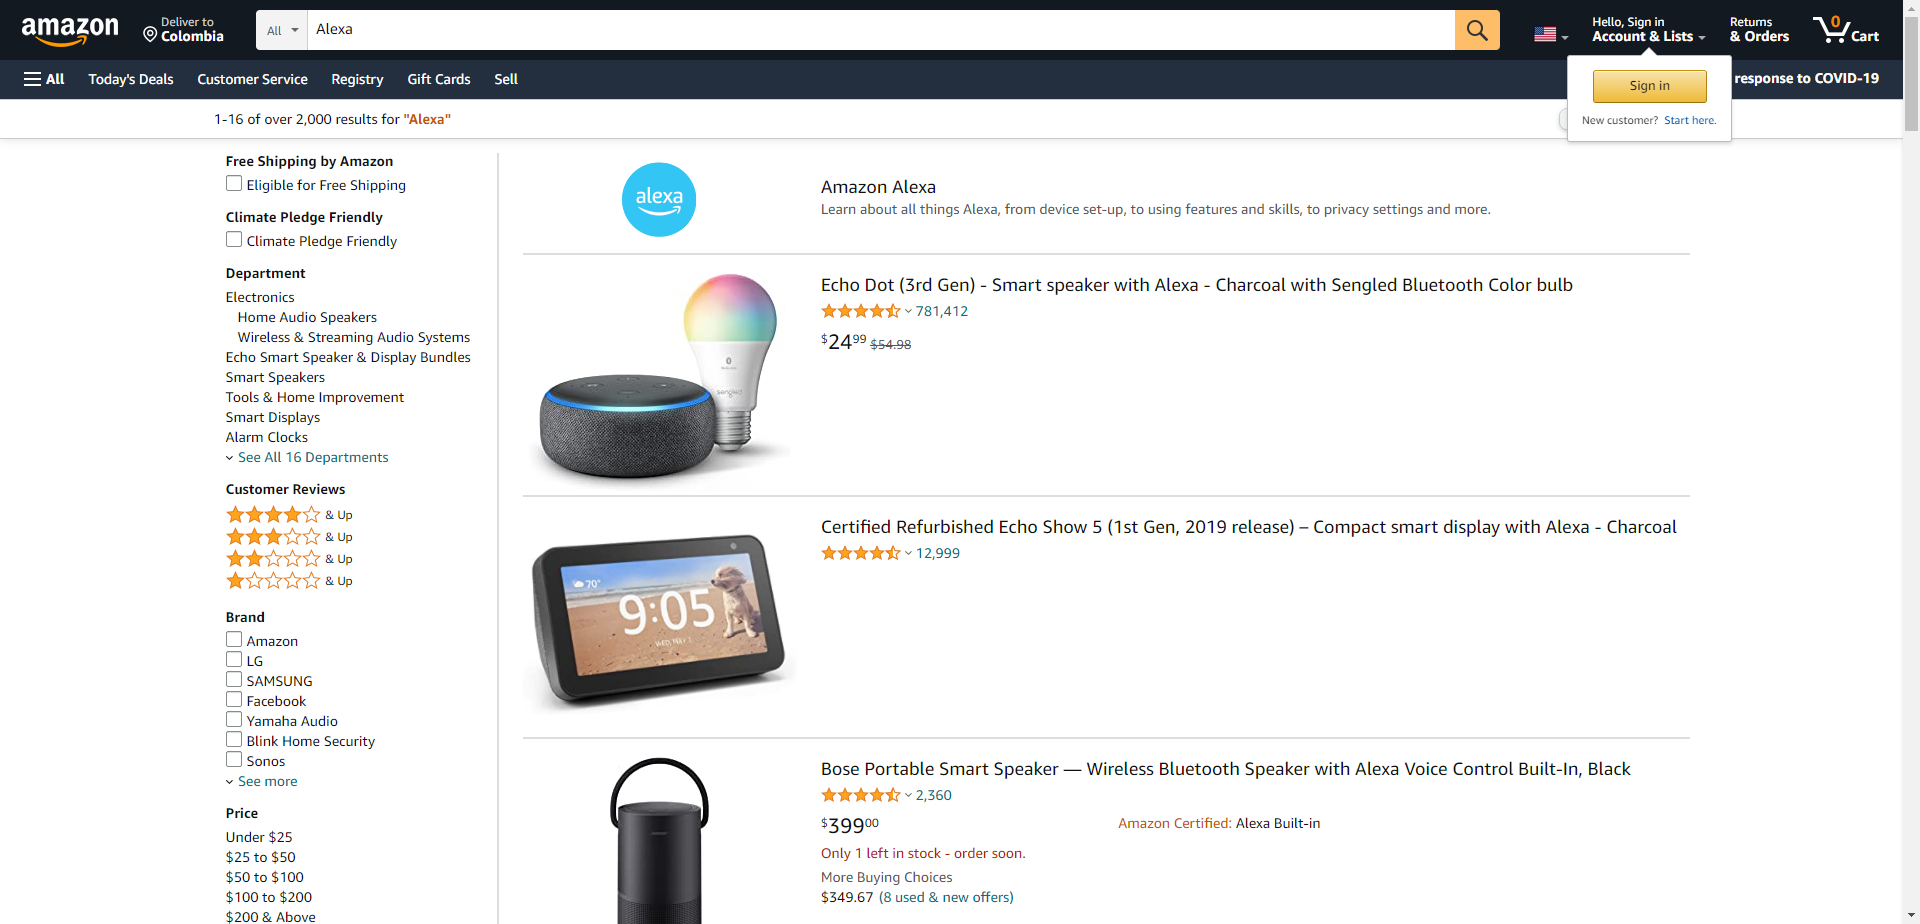 amazon
Deliver to
Colombia
All
Alexa
Hello, Sign in
Account & Lists
Returns
& Orders
0
Cart
All
Today's Deals
Customer Service
Registry
Gift Cards
Sell
response to COVID-19
Sign in
New customer? Start here.
1-16 of over 2,000 results for "Alexa"
Free Shipping by Amazon
Eligible for Free Shipping
Climate Pledge Friendly
Climate Pledge Friendly
Department
Electronics
Home Audio Speakers
Wireless & Streaming Audio Systems
Echo Smart Speaker & Display Bundles
Smart Speakers
Tools & Home Improvement
Smart Displays
Alarm Clocks
See All 16 Departments
Customer Reviews
& Up
& Up
& Up
& Up
Brand
Amazon
LG
SAMSUNG
Facebook
Yamaha Audio
Blink Home Security
Sonos
See more
Price
Under $25
$25 to $50
$50 to $100
$100 to $200
$200 & Above
alexa
Amazon Alexa
Learn about all things Alexa, from device set-up, to using features and skills, to privacy settings and more.
sengled
Echo Dot (3rd Gen) - Smart speaker with Alexa - Charcoal with Sengled Bluetooth Color bulb
781,412
$24.99 $54.98
70°
9:05
Certified Refurbished Echo Show 5 (1st Gen, 2019 release) – Compact smart display with Alexa - Charcoal
12,999
Bose Portable Smart Speaker — Wireless Bluetooth Speaker with Alexa Voice Control Built-In, Black
2,360
$399.00
Amazon Certified: Alexa Built-in
Only 1 left in stock - order soon.
More Buying Choices
$349.67 (8 used & new offers)